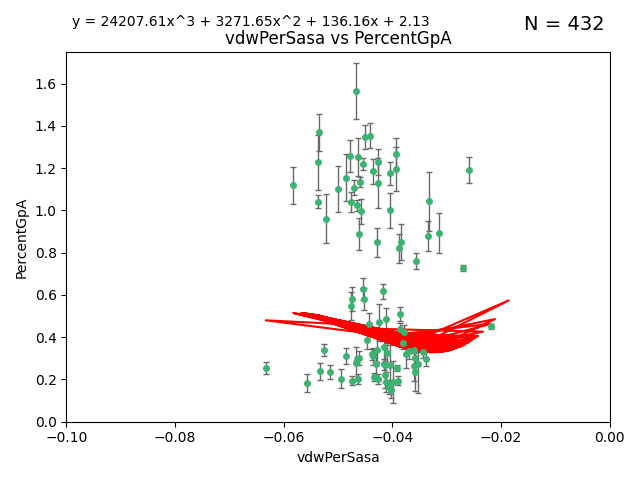 y = 24207.61x^3 + 3271.65x^2 + 136.16x + 2.13
N = 432
vdwPerSasa vs PercentGpA
PercentGpA
1.6
1.4
1.2
1.0
0.8
0.6
0.4
0.2
0.0
−0.10 −0.08 −0.06 −0.04 −0.02 0.00
vdwPerSasa